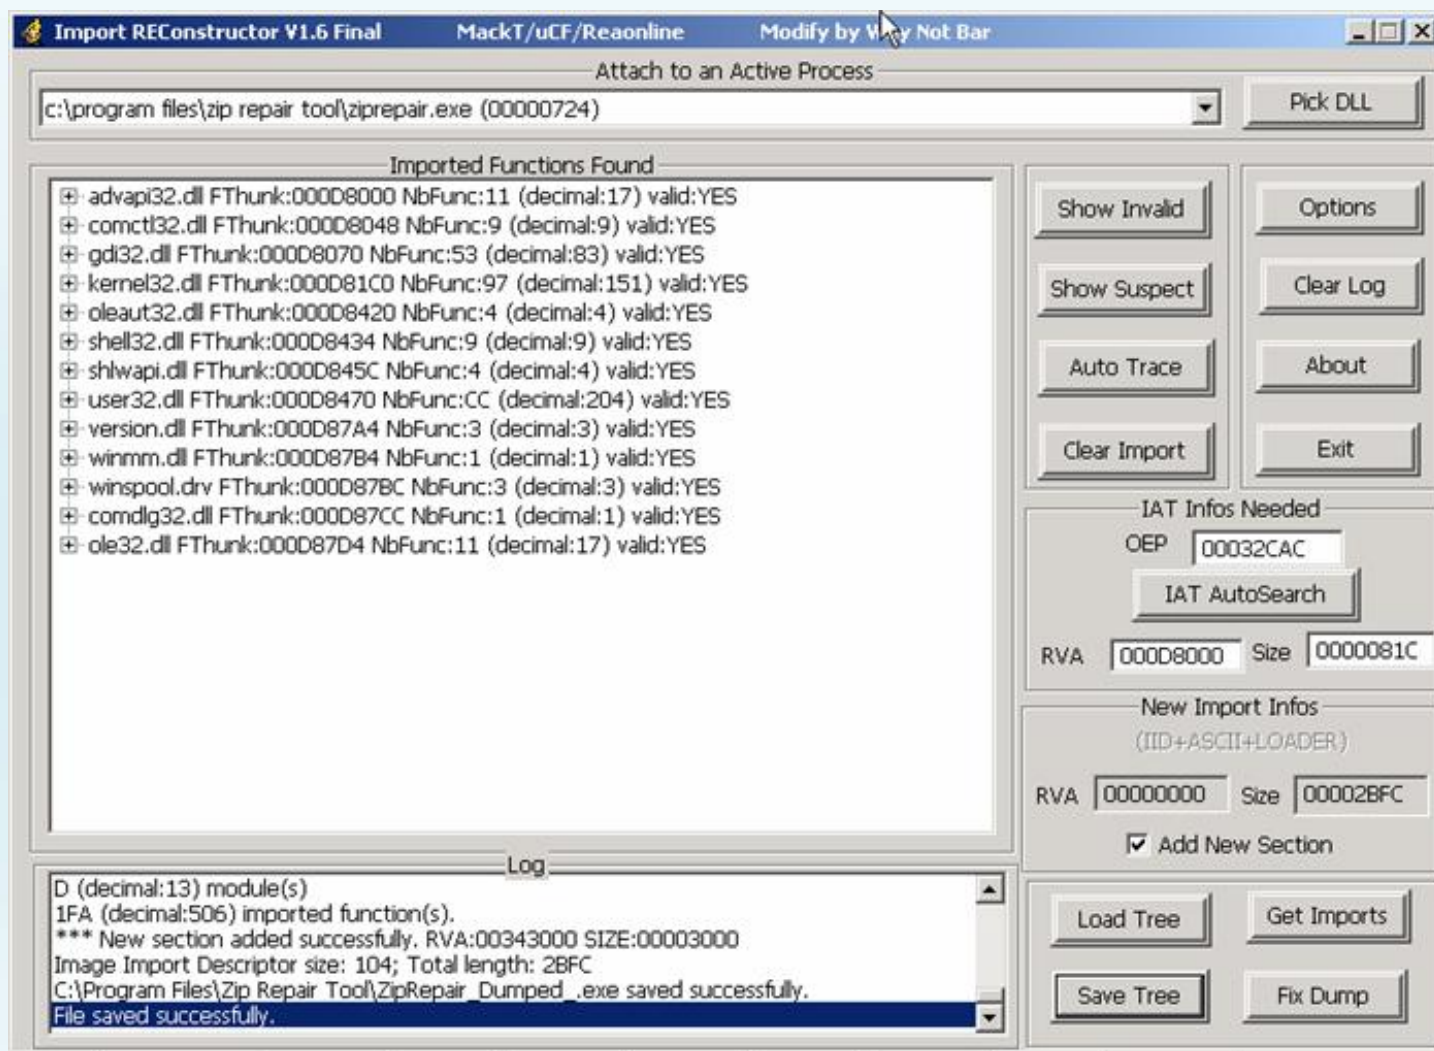 Import REConstructor V1.6 Final MackT/uCF/Reaonline Modify by Why Not Bar
Attach to an Active Process
c:\program files\zip repair tool\ziprepair.exe (00000724)
Pick DLL
Imported Functions Found
advapi32.dll FThunk:000D8000 NbFunc:11 (decimal:17) valid:YES
comctl32.dll FThunk:000D8048 NbFunc:9 (decimal:9) valid:YES
gdi32.dll FThunk:000D8070 NbFunc:53 (decimal:83) valid:YES
kernel32.dll FThunk:000D81C0 NbFunc:97 (decimal:151) valid:YES
oleaut32.dll FThunk:000D8420 NbFunc:4 (decimal:4) valid:YES
shell32.dll FThunk:000D8434 NbFunc:9 (decimal:9) valid:YES
shlwapi.dll FThunk:000D845C NbFunc:4 (decimal:4) valid:YES
user32.dll FThunk:000D8470 NbFunc:CC (decimal:204) valid:YES
version.dll FThunk:000D87A4 NbFunc:3 (decimal:3) valid:YES
winmm.dll FThunk:000D87B4 NbFunc:1 (decimal:1) valid:YES
winspool.drv FThunk:000D87BC NbFunc:3 (decimal:3) valid:YES
comdlg32.dll FThunk:000D87CC NbFunc:1 (decimal:1) valid:YES
ole32.dll FThunk:000D87D4 NbFunc:11 (decimal:17) valid:YES
Show Invalid
Options
Show Suspect
Clear Log
Auto Trace
About
Clear Import
Exit
IAT Infos Needed
OEP 00032CAC
IAT AutoSearch
RVA 000D8000 Size 0000081C
New Import Infos
(IID+ASCII+LOADER)
RVA 00000000 Size 00002BFC
Add New Section
Log
D (decimal:13) module(s)
1FA (decimal:506) imported function(s).
*** New section added successfully. RVA:00343000 SIZE:00003000
Image Import Descriptor size: 104; Total length: 2BFC
C:\Program Files\Zip Repair Tool\ZipRepair_Dumped_.exe saved successfully.
File saved successfully.
Load Tree
Get Imports
Save Tree
Fix Dump